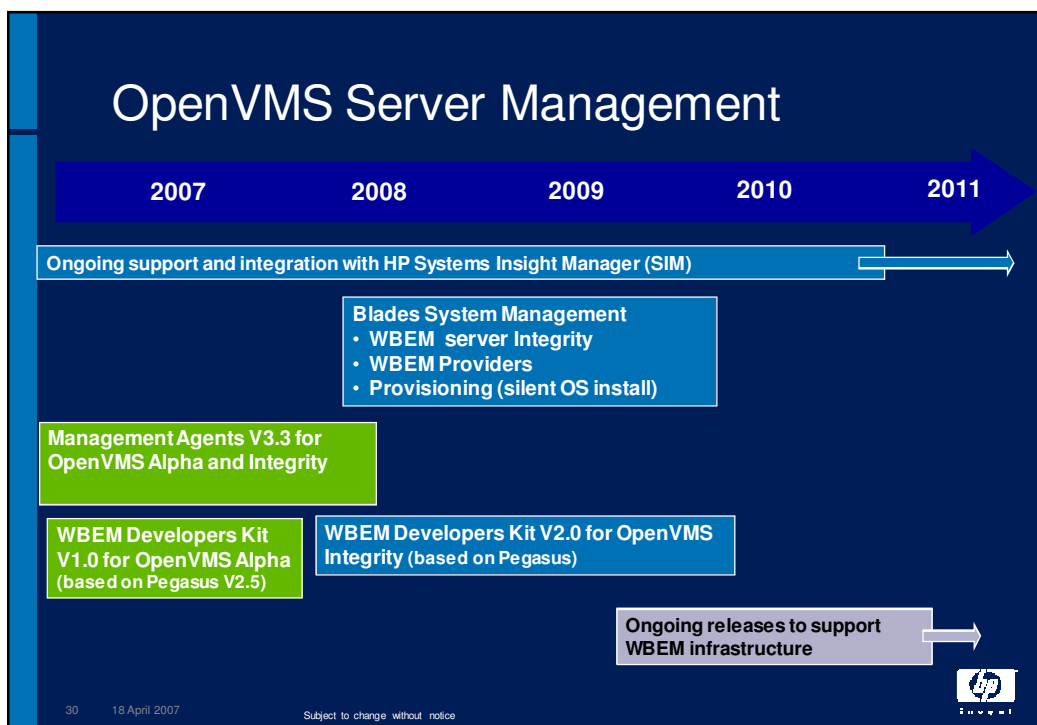 OpenVMS Server Management
2007 2008 2009 2010 2011
Ongoing support and integration with HP Systems Insight Manager (SIM)
Blades System Management
• WBEM server Integrity
• WBEM Providers
• Provisioning (silent OS install)
Management Agents V3.3 for
OpenVMS Alpha and Integrity
WBEM Developers Kit
V1.0 for OpenVMS Alpha
(based on Pegasus V2.5)
WBEM Developers Kit V2.0 for OpenVMS
Integrity (based on Pegasus)
Ongoing releases to support
WBEM infrastructure
30 18 April 2007 Subject to change without notice
hp
invent